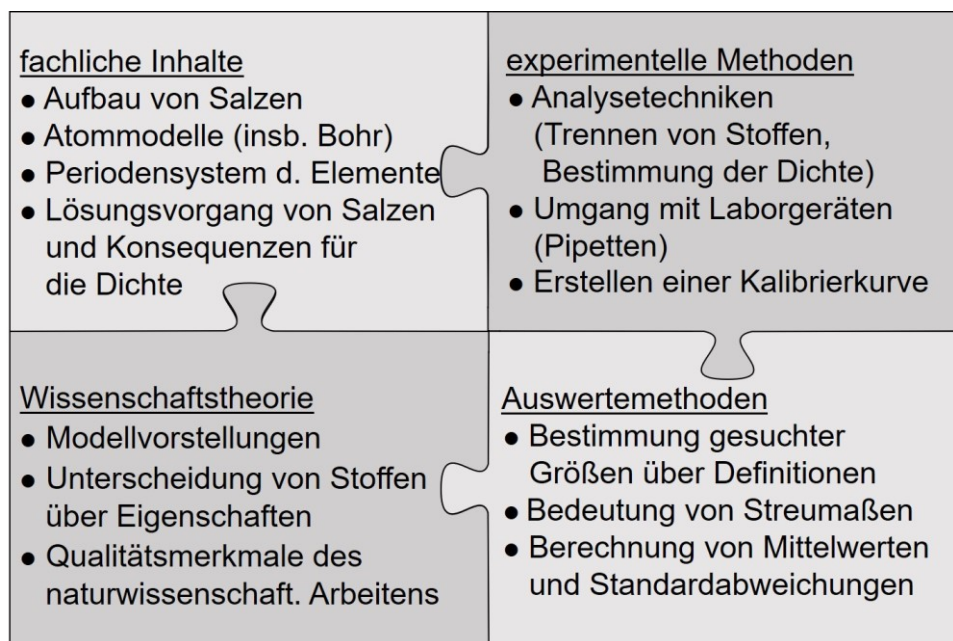 fachliche Inhalte
● Aufbau von Salzen
● Atommodelle (insb. Bohr)
● Periodensystem d. Elemente
● Lösungsvorgang von Salzen
und Konsequenzen für
die Dichte
experimentelle Methoden
● Analysetechniken
(Trennen von Stoffen,
Bestimmung der Dichte)
● Umgang mit Laborgeräten
(Pipetten)
● Erstellen einer Kalibrierkurve
Wissenschaftstheorie
● Modellvorstellungen
● Unterscheidung von Stoffen
über Eigenschaften
● Qualitätsmerkmale des
naturwissenschaft. Arbeitens
Auswertemethoden
● Bestimmung gesuchter
Größen über Definitionen
● Bedeutung von Streumaßen
● Berechnung von Mittelwerten
und Standardabweichungen